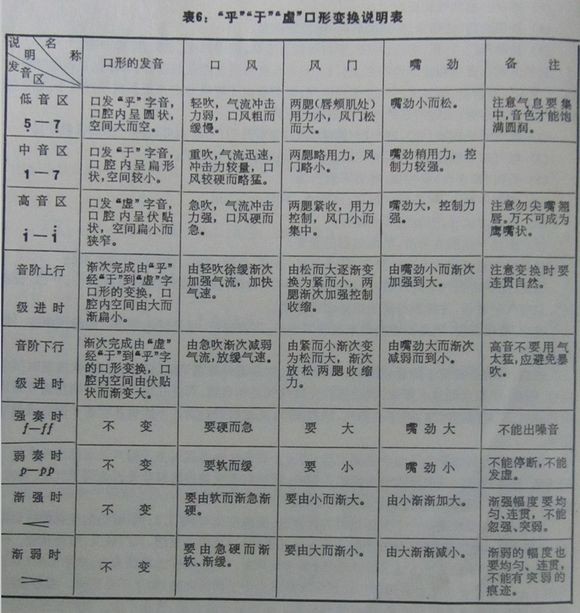 表6：“乎”“于”“虚”口形变换说明表
说明 名称
发音区
口形的发音
口 风
风 门
嘴 劲
备 注
低音区
5—7
口发“乎”字音，
口腔内呈圆状，
空间大而空。
轻吹，气流冲击
力弱，口风粗而
缓慢。
两腮(唇颊肌处)
用力小，风门松
而大。
嘴劲小而松。
注意气息要集
中，音色才能饱
满圆润。
中音区
1—7
口发“于”字音，
口腔内呈扁形
状，空间较小。
重吹，气流迅速，
冲击力较量，口
风较硬而略猛。
两腮略用力，风
门略小。
嘴劲稍用力，控
制力较强。
高音区
i—i
口发“虚”字音，
口腔内呈伏贴
状，空间扁小而
狭窄。
急吹，气流冲击
力强，口风硬而
急。
两腮紧收，用力
控制，风门小而
集中。
嘴劲大，控制力
强。
注意勿尖嘴翘
唇。万不可成为
鹰嘴状。
音阶上行
级进时
渐次完成由“乎”
经“于”到“虚”字
口形的变换，口
腔内空间由大而
渐扁小。
由轻吹徐缓渐次
加强气流，加快
气速。
由松而大逐渐变
换为紧而小，两
腮渐次加强控制
收缩。
由嘴劲小而渐次
加强到大。
注意变换时要
连贯自然。
音阶下行
级进时
渐次完成由“虚”
经“于”到“乎”字
的口形变换，口
腔内空间由伏贴
状而渐变大。
由急吹渐次减弱
气流，放缓气速。
由紧而小渐次变
为松而大，渐次
放松两腮收缩
力。
由嘴劲大而渐次
减弱而到小。
高音不要用气
太猛，应避免暴
吹。
强奏时
f—ff
不 变
要硬而急
要 大
嘴 劲 大
不能出噪音
弱奏时
p—pp
不 变
要软而缓
要 小
嘴 劲 小
不能停断，不能
发虚。
渐强时
不 变
要由软而渐急渐
硬。
要由小而渐大。
由小渐渐加大。
渐强幅度要均
匀、连贯，不能
忽强、突弱。
渐弱时
不 变
要由急硬而渐
软、渐缓。
要由大而渐小。
由大渐渐减小。
渐弱的幅度也
要均匀、连贯，
不能有突弱的
痕迹。